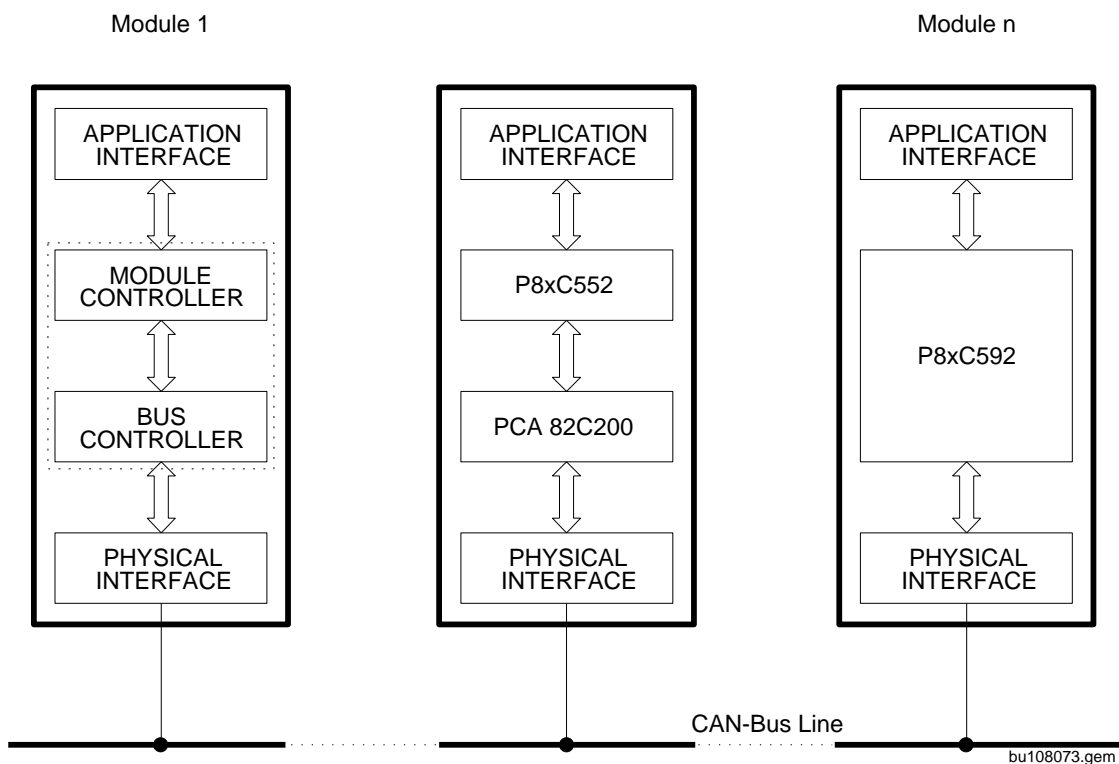 Module 1
Module n
APPLICATION
INTERFACE
MODULE
CONTROLLER
BUS
CONTROLLER
PHYSICAL
INTERFACE
APPLICATION
INTERFACE
P8xC552
PCA 82C200
PHYSICAL
INTERFACE
APPLICATION
INTERFACE
P8xC592
PHYSICAL
INTERFACE
CAN-Bus Line
bu108073.gem